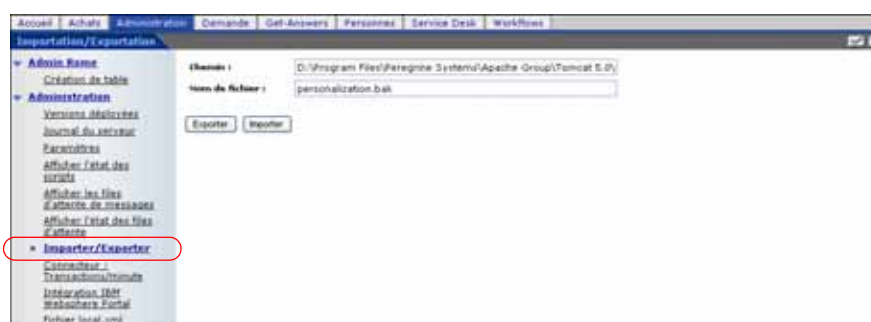 Accueil Achats Administration Demande Get-Answers Personnes Service Desk Workflows
Importation/Exportation
Admin Rome
Création de table
Administration
Versions déployées
Journal du serveur
Paramètres
Afficher l'état des
scripts
Afficher les files
d'attente de messages
Afficher l'état des files
d'attente
Importer/Exporter
Connecteur :
Transactions/minute
Intégration IBM
Websphere Portal
Fichier local.xml
Chemin :
D:\Program Files\Peregrine Systems\Apache Group\Tomcat 5.0\
Nom du fichier :
personalization.bak
Exporter Importer